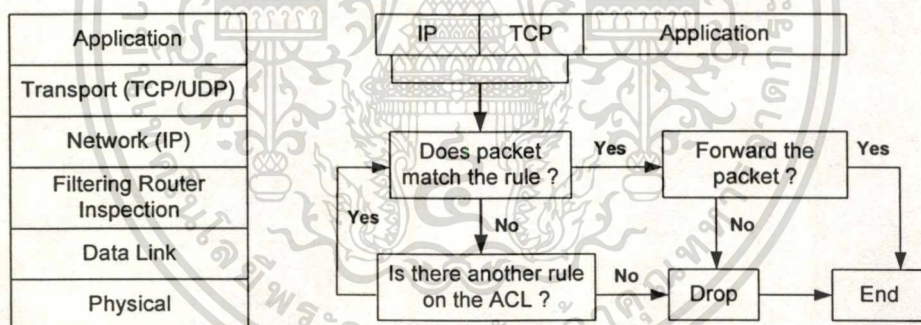 Application
Transport (TCP/UDP)
Network (IP)
Filtering Router
Inspection
Data Link
Physical
IP
TCP
Application
Does packet
match the rule ?
Yes
Forward the
packet ?
Yes
Yes
No
No
Is there another rule
on the ACL ?
No
Drop
End